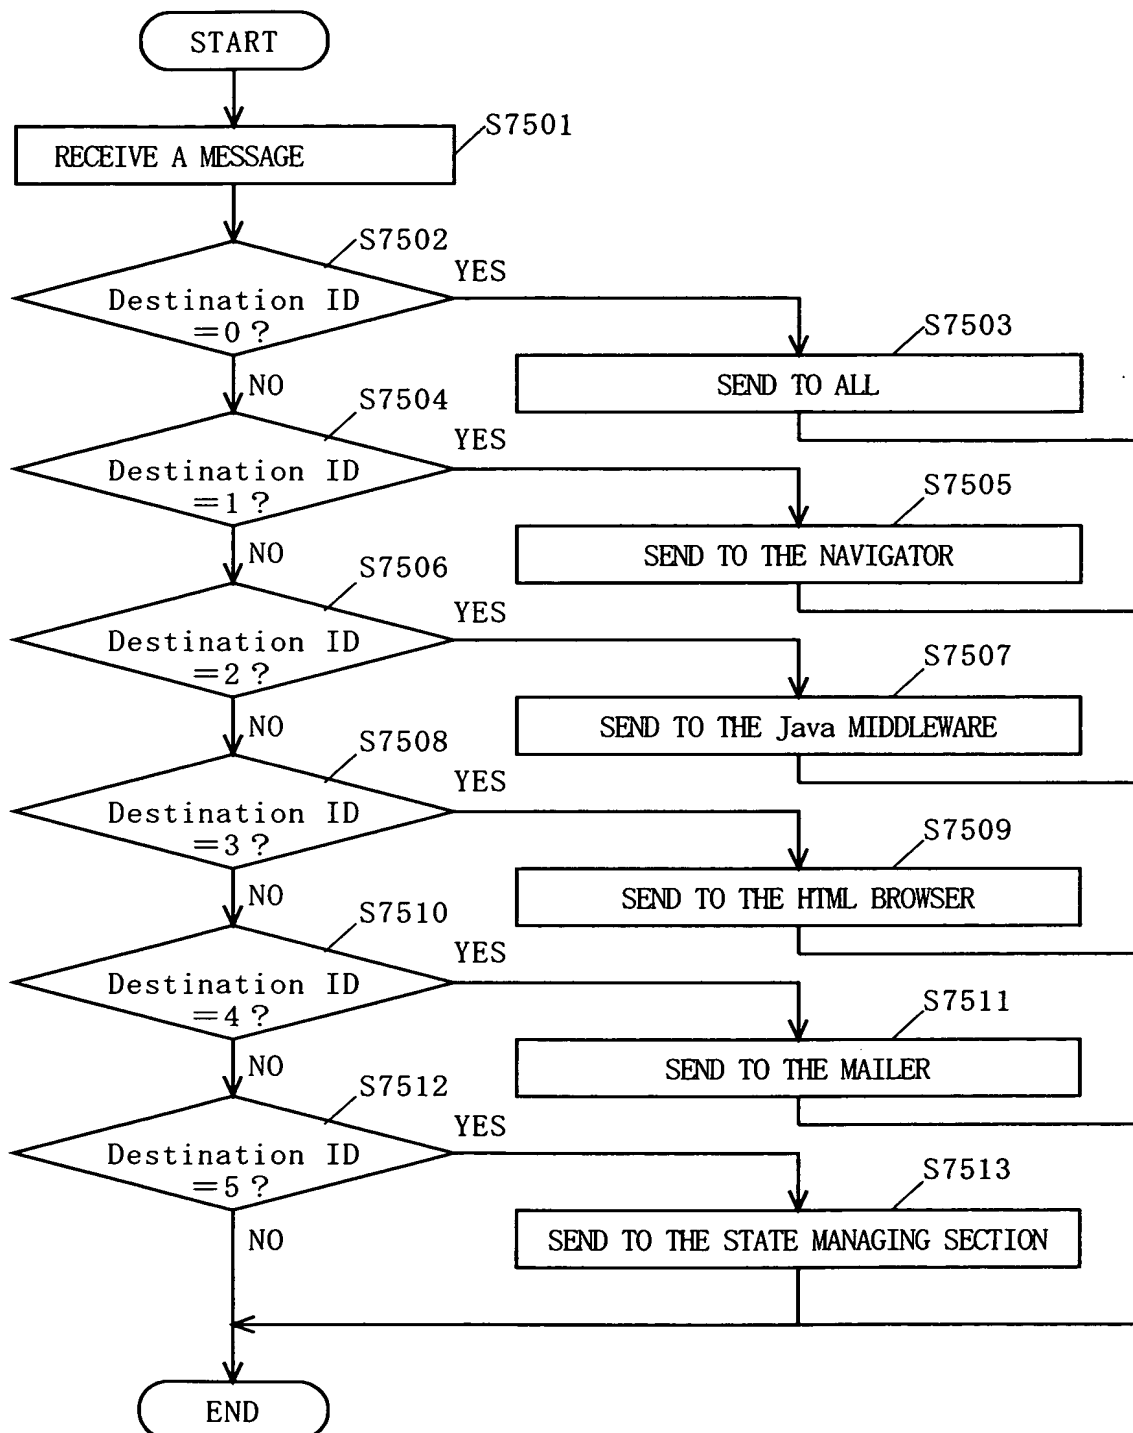 START
S7501
RECEIVE A MESSAGE
S7502
YES
Destination ID
=0?
S7503
SEND TO ALL
NO
S7504
YES
Destination ID
=1?
S7505
SEND TO THE NAVIGATOR
NO
S7506
YES
Destination ID
=2?
S7507
SEND TO THE Java MIDDLEWARE
NO
S7508
YES
Destination ID
=3?
S7509
SEND TO THE HTML BROWSER
NO
S7510
YES
Destination ID
=4?
S7511
SEND TO THE MAILER
NO
S7512
YES
Destination ID
=5?
S7513
SEND TO THE STATE MANAGING SECTION
NO
END